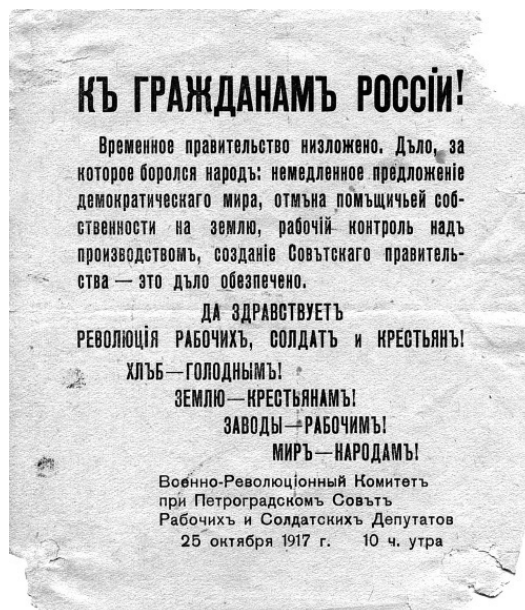 КЪ ГРАЖДАНАМЪ РОССІИ!
Временное правительство низложено. Дѣло, за
которое боролся народъ: немедленное предложеніе
демократическаго мира, отмѣна помѣщичьей соб-
ственности на землю, рабочій контроль надъ
производствомъ, созданіе Совѣтскаго правитель-
ства — это дѣло обезпечено.
ДА ЗДРАВСТВУЕТЪ
РЕВОЛЮЦІЯ РАБОЧИХЪ, СОЛДАТЪ И КРЕСТЬЯНЪ!
ХЛѢБ—ГОЛОДНЫМЪ!
ЗЕМЛЮ—КРЕСТЬЯНАМЪ!
ЗАВОДЫ—РАБОЧИМЪ!
МИРЪ—НАРОДАМЪ!
Военно-Революціонный Комитетъ
при Петроградском Совѣтѣ
Рабочихъ и Солдатскихъ Депутатов
25 октября 1917 г. 10 ч. утра